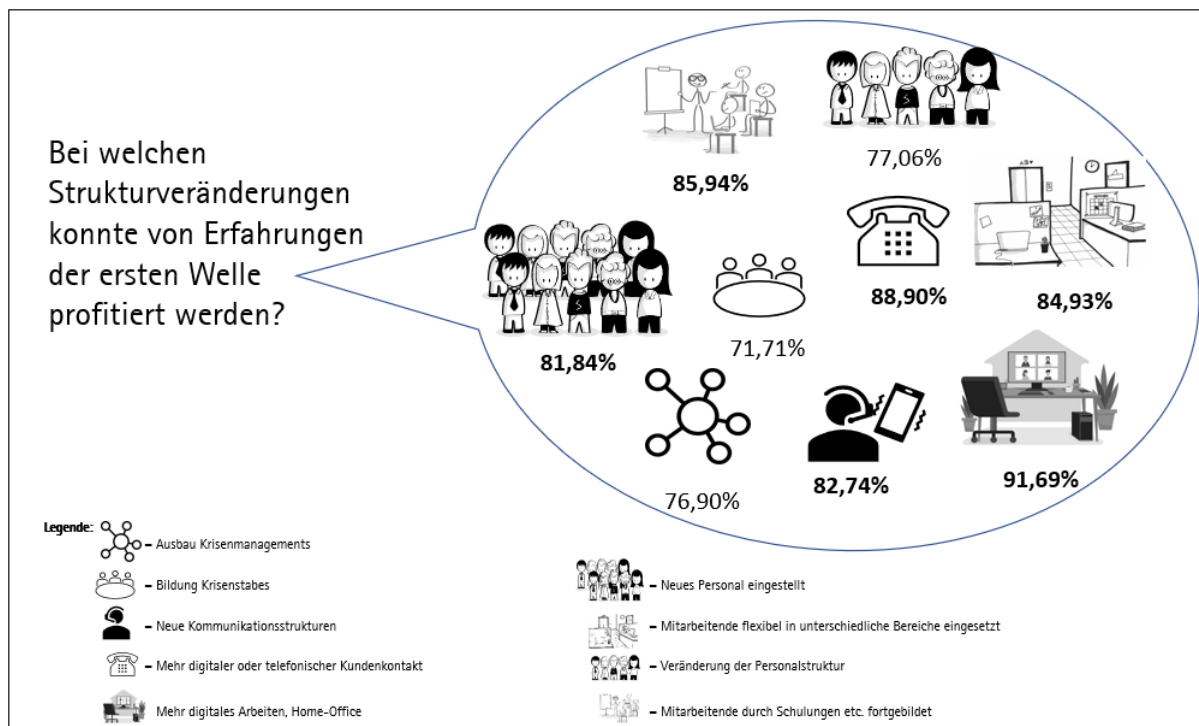 Bei welchen
Strukturveränderungen
konnte von Erfahrungen
der ersten Welle
profitiert werden?
85,94%
77,06%
88,90%
84,93%
81,84%
71,71%
76,90%
82,74%
91,69%
Legende:
– Ausbau Krisenmanagements
– Bildung Krisenstabes
– Neue Kommunikationsstrukturen
– Mehr digitaler oder telefonischer Kundenkontakt
– Mehr digitales Arbeiten, Home-Office
– Neues Personal eingestellt
– Mitarbeitende flexibel in unterschiedliche Bereiche eingesetzt
– Veränderung der Personalstruktur
– Mitarbeitende durch Schulungen etc. fortgebildet